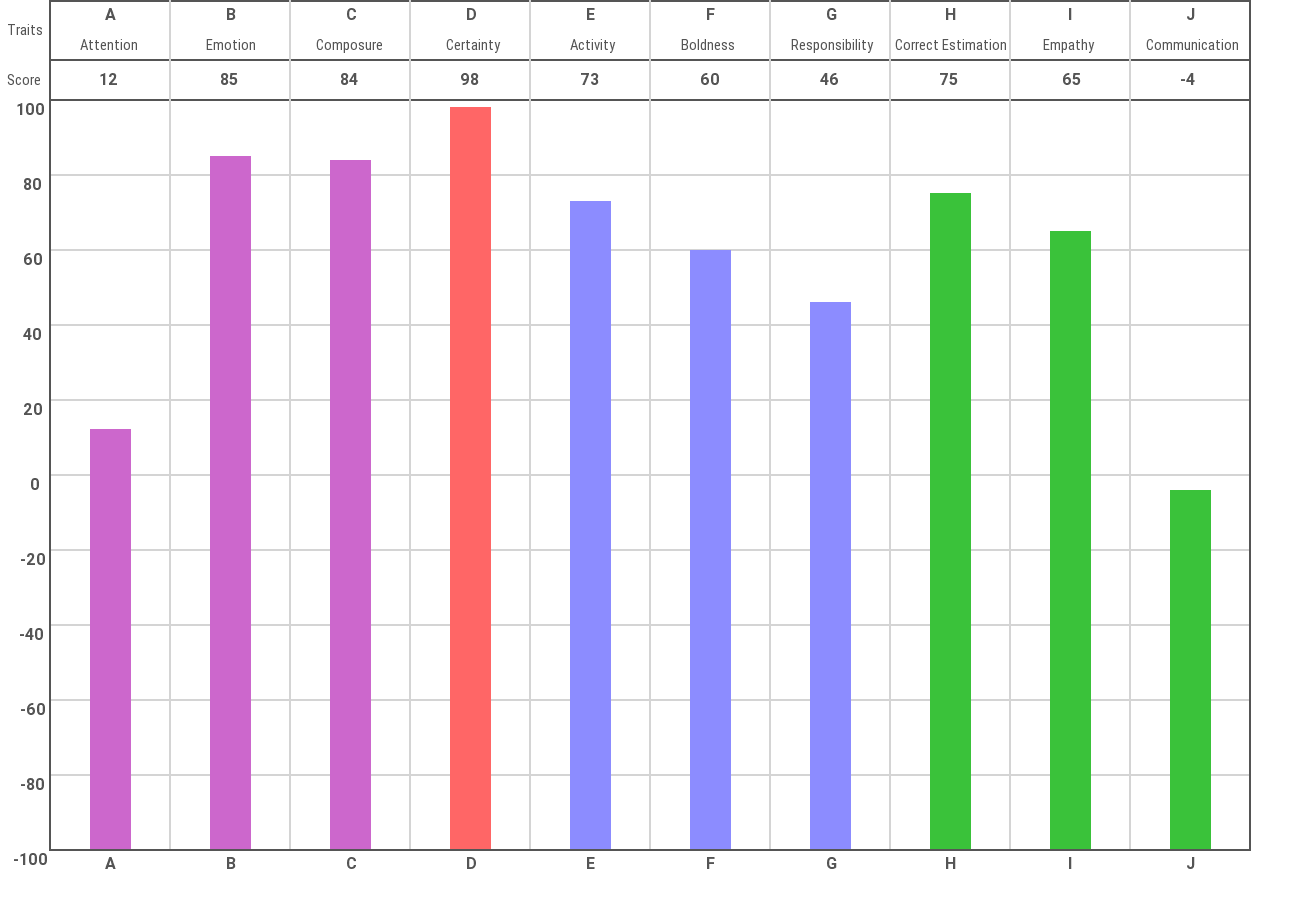 Traits
A B C D E F G H I J
Attention Emotion Composure Certainty Activity Boldness Responsibility Correct Estimation Empathy Communication
Score 12 85 84 98 73 60 46 75 65 -4
100
80
60
40
20
0
-20
-40
-60
-80
-100
A B C D E F G H I J